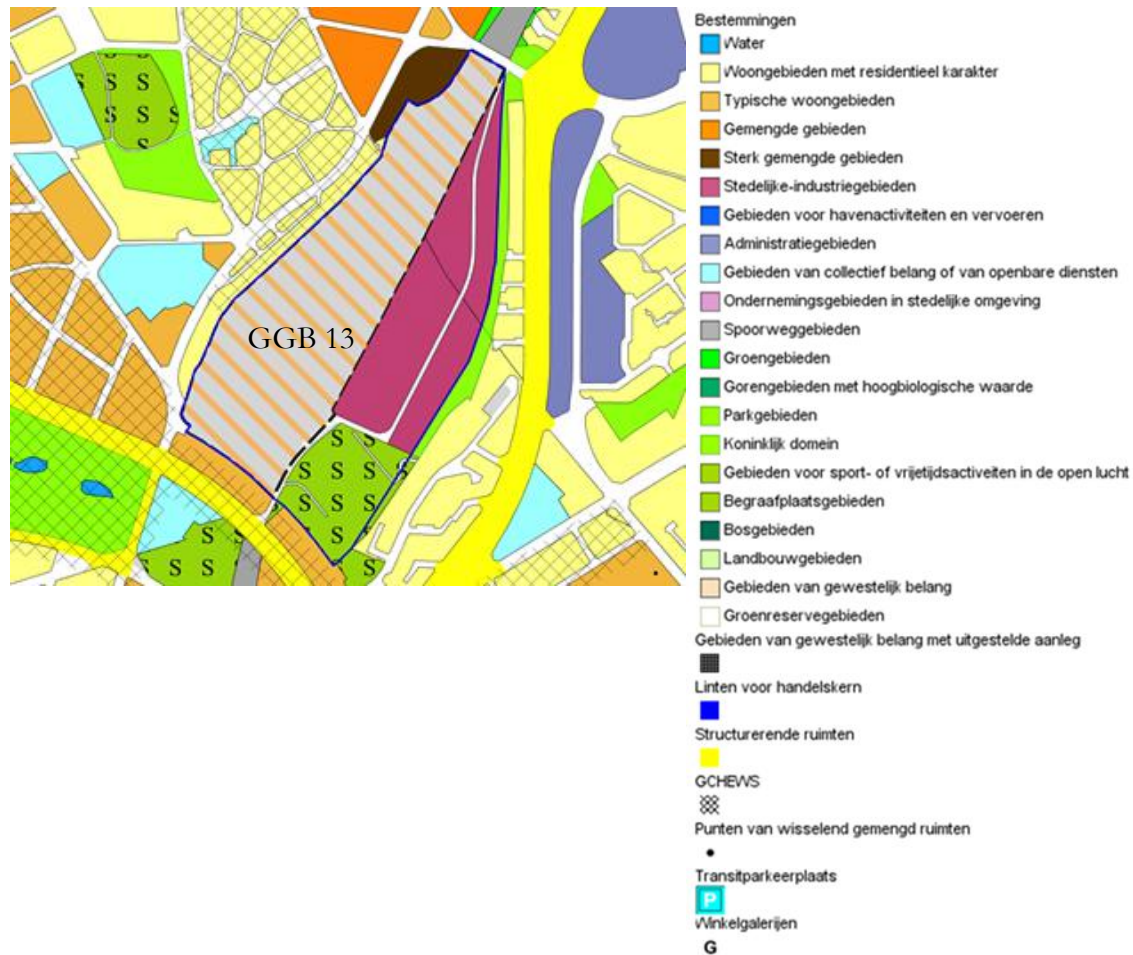 S S
S S S
S S S S
S
GGB 13
S S
S S S S
S S S S
S S S
S S S
S S
S S S
S
Bestemmingen
Water
Woongebieden met residentieel karakter
Typische woongebieden
Gemengde gebieden
Sterk gemengde gebieden
Stedelijke-industriegebieden
Gebieden voor havenactiviteiten en vervoeren
Administratiegebieden
Gebieden van collectief belang of van openbare diensten
Ondernemingsgebieden in stedelijke omgeving
Spoorweggebieden
Groengebieden
Gorengebieden met hoogbiologische waarde
Parkgebieden
Koninklijk domein
Gebieden voor sport- of vrijetijdsactiveiten in de open lucht
Begraafplaatsgebieden
Bosgebieden
Landbouwgebieden
Gebieden van gewestelijk belang
Groenreservegebieden
Gebieden van gewestelijk belang met uitgestelde aanleg
Linten voor handelskern
Structurerende ruimten
GCHEWS
Punten van wisselend gemengd ruimten
Transitparkeerplaats
P
Winkelgalerijen
G